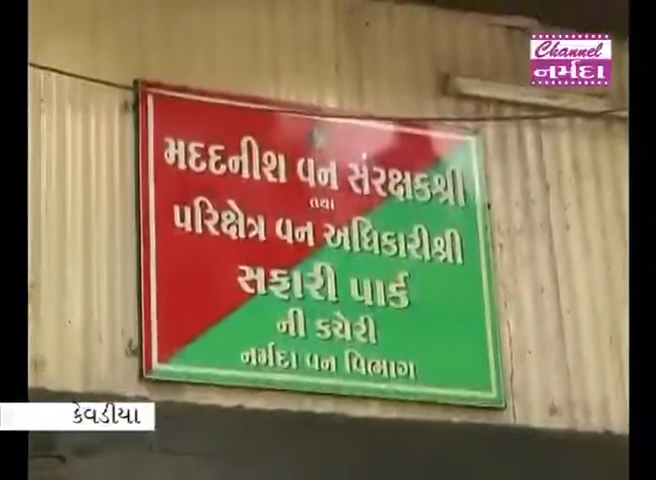 Channel
નર્મદા
મદદનીશ વન સંરક્ષકશ્રી
તથા
પરિક્ષેત્ર વન અધિકારીશ્રી
સફારી પાર્ક
ની કચેરી
નર્મદા વન વિભાગ
કેવડીયા